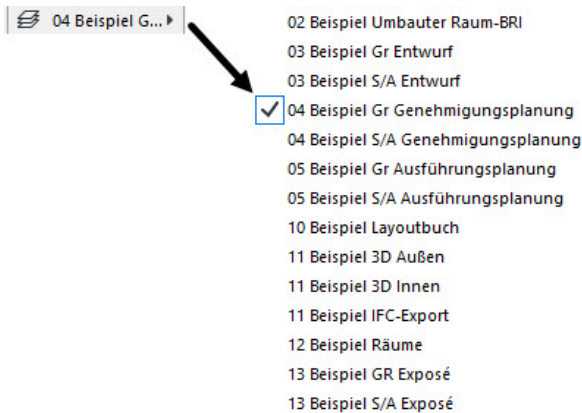 04 Beispiel G...
02 Beispiel Umbauter Raum-BRI
03 Beispiel Gr Entwurf
03 Beispiel S/A Entwurf
04 Beispiel Gr Genehmigungsplanung
04 Beispiel S/A Genehmigungsplanung
05 Beispiel Gr Ausführungsplanung
05 Beispiel S/A Ausführungsplanung
10 Beispiel Layoutbuch
11 Beispiel 3D Außen
11 Beispiel 3D Innen
11 Beispiel IFC-Export
12 Beispiel Räume
13 Beispiel GR Exposé
13 Beispiel S/A Exposé